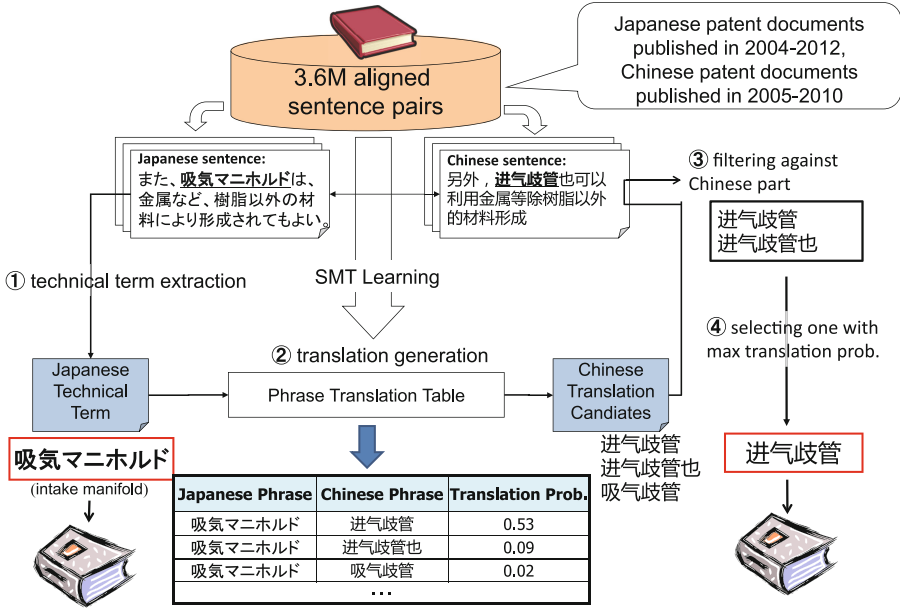 3.6M aligned
sentence pairs
Japanese patent documents
published in 2004-2012,
Chinese patent documents
published in 2005-2010
Japanese sentence:
また、吸気マニホルドは、
金属など、樹脂以外の材
料により形成されてもよい。
Chinese sentence:
另外，进气歧管也可以
利用金属等除树脂以外
的材料形成
③ filtering against
Chinese part
进气歧管
进气歧管也
① technical term extraction
SMT Learning
④ selecting one with
max translation prob.
② translation generation
Japanese
Technical
Term
Phrase Translation Table
Chinese
Translation
Candiates
吸気マニホルド
(intake manifold)
进气歧管
进气歧管也
吸气歧管
进气歧管
Japanese Phrase Chinese Phrase Translation Prob.
吸気マニホルド 进气歧管 0.53
吸気マニホルド 进气歧管也 0.09
吸気マニホルド 吸气歧管 0.02
...